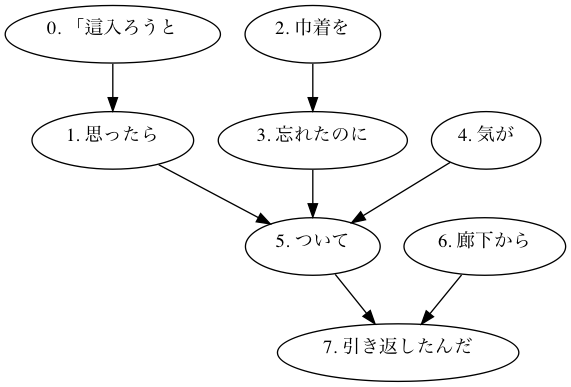 0. 「這入ろうと
2. 巾着を
1. 思ったら
3. 忘れたのに
4. 気が
5. ついて
6. 廊下から
7. 引き返したんだ